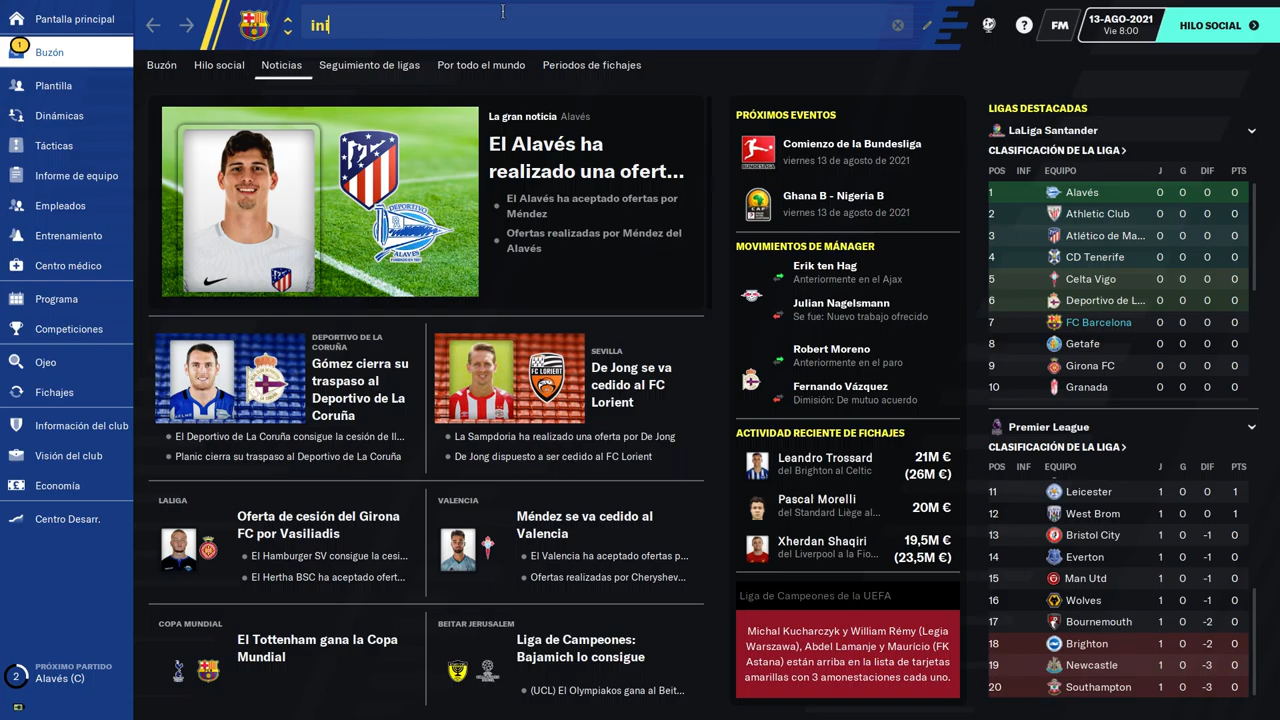 Pantalla principal
1
Buzón
Plantilla
Dinámicas
Tácticas
Informe de equipo
Empleados
Entrenamiento
Centro médico
Programa
Competiciones
Ojeo
Fichajes
Información del club
Visión del club
Economía
Centro Desarr.
2
PRÓXIMO PARTIDO
Alavés (C)
ini
?
FM
13-AGO-2021
Vie 8:00
HILO SOCIAL
Buzón
Hilo social
Noticias
Seguimiento de ligas
Por todo el mundo
Periodos de fichajes
La gran noticia Alavés
El Alavés ha
realizado una ofert...
El Alavés ha aceptado ofertas por
Méndez
Ofertas realizadas por Méndez del
Alavés
DEPORTIVO DE LA
CORUÑA
Gómez cierra su
traspaso al
Deportivo de La
Coruña
El Deportivo de La Coruña consigue la cesión de Il...
Planic cierra su traspaso al Deportivo de La Coruña
SEVILLA
De Jong se va
cedido al FC
Lorient
La Sampdoria ha realizado una oferta por De Jong
De Jong dispuesto a ser cedido al FC Lorient
LALIGA
Oferta de cesión del Girona
FC por Vasiliadis
El Hamburger SV consigue la cesi...
El Hertha BSC ha aceptado ofert...
VALENCIA
Méndez se va cedido al
Valencia
El Valencia ha aceptado ofertas p...
Ofertas realizadas por Cheryshev...
COPA MUNDIAL
El Tottenham gana la Copa
Mundial
BEITAR JERUSALEM
Liga de Campeones:
Bajamich lo consigue
(UCL) El Olympiakos gana al Beit...
PRÓXIMOS EVENTOS
Comienzo de la Bundesliga
viernes 13 de agosto de 2021
Ghana B - Nigeria B
viernes 13 de agosto de 2021
MOVIMIENTOS DE MÁNAGER
Erik ten Hag
Anteriormente en el Ajax
Julian Nagelsmann
Se fue: Nuevo trabajo ofrecido
Robert Moreno
Anteriormente en el paro
Fernando Vázquez
Dimisión: De mutuo acuerdo
ACTIVIDAD RECIENTE DE FICHAJES
Leandro Trossard 21M €
del Brighton al Celtic (26M €)
Pascal Morelli 20M €
del Standard Liège al...
Xherdan Shaqiri 19,5M €
del Liverpool a la Fio... (23,5M €)
Liga de Campeones de la UEFA
Michal Kucharczyk y William Rémy (Legia
Warszawa), Abdel Lamanje y Maurício (FK
Astana) están arriba en la lista de tarjetas
amarillas con 3 amonestaciones cada uno.
LIGAS DESTACADAS
LaLiga Santander
CLASIFICACIÓN DE LA LIGA
POS INF EQUIPO J G DIF PTS
1 Alavés 0 0 0 0
2 Athletic Club 0 0 0 0
3 Atlético de Ma... 0 0 0 0
4 CD Tenerife 0 0 0 0
5 Celta Vigo 0 0 0 0
6 Deportivo de L... 0 0 0 0
7 FC Barcelona 0 0 0 0
8 Getafe 0 0 0 0
9 Girona FC 0 0 0 0
10 Granada 0 0 0 0
Premier League
CLASIFICACIÓN DE LA LIGA
POS INF EQUIPO J G DIF PTS
11 Leicester 1 0 0 1
12 West Brom 1 0 0 1
13 Bristol City 1 0 -1 0
14 Everton 1 0 -1 0
15 Man Utd 1 0 -1 0
16 Wolves 1 0 -1 0
17 Bournemouth 1 0 -2 0
18 Brighton 1 0 -2 0
19 Newcastle 1 0 -3 0
20 Southampton 1 0 -3 0